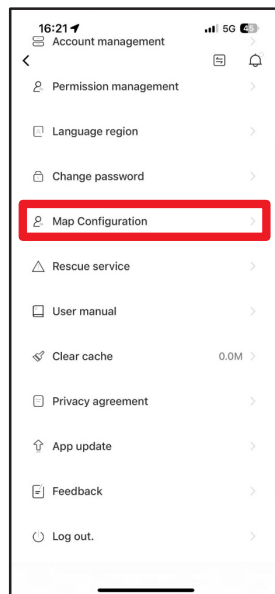 16:21
5G 45
Account management
Permission management
Language region
Change password
Map Configuration
Rescue service
User manual
Clear cache 0.0M
Privacy agreement
App update
Feedback
Log out.